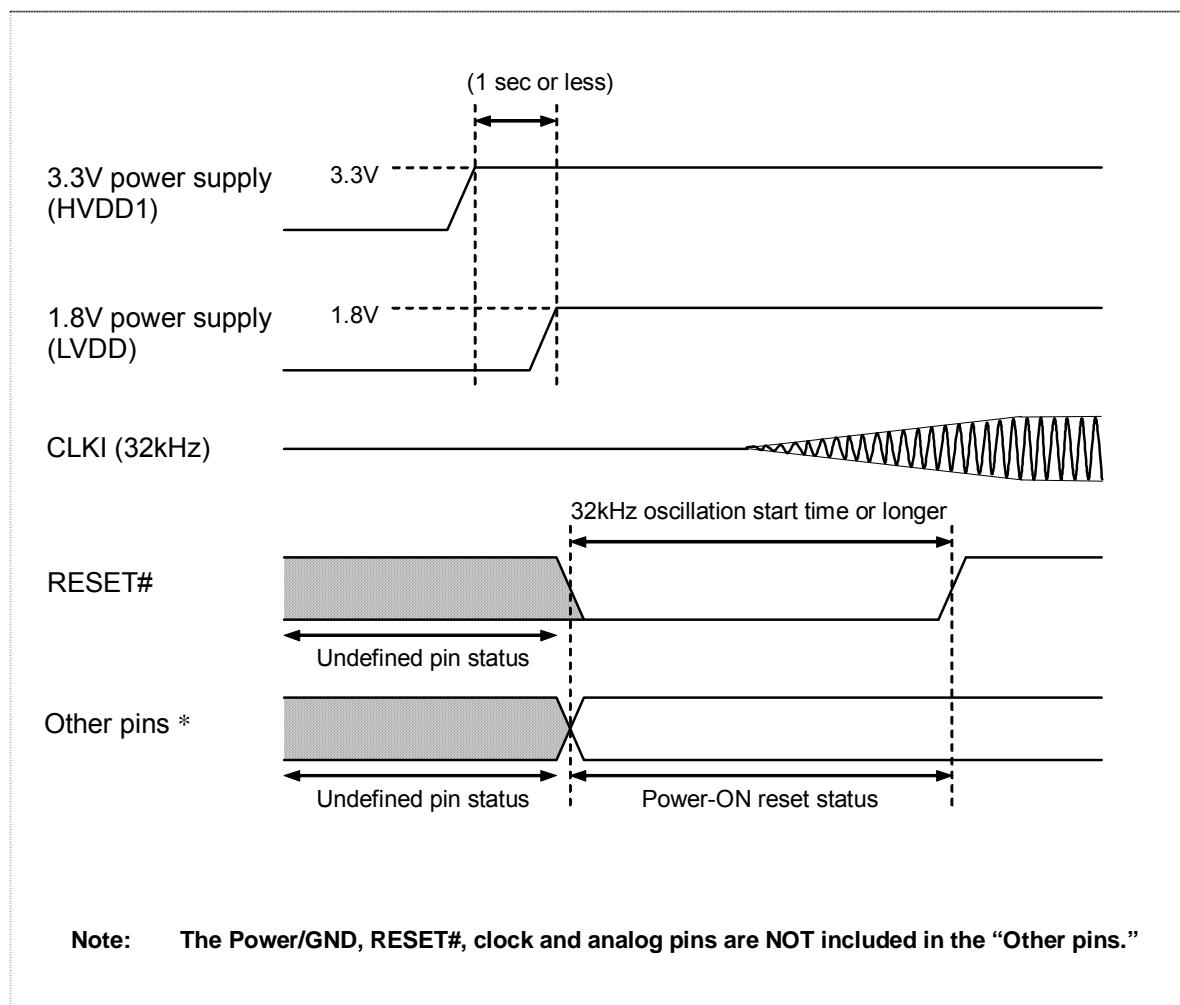 (1 sec or less)
3.3V power supply
(HVDD1)
3.3V
1.8V power supply
(LVDD)
1.8V
CLKI (32kHz)
32kHz oscillation start time or longer
RESET#
Undefined pin status
Other pins *
Undefined pin status
Power-ON reset status
Note: The Power/GND, RESET#, clock and analog pins are NOT included in the “Other pins.”